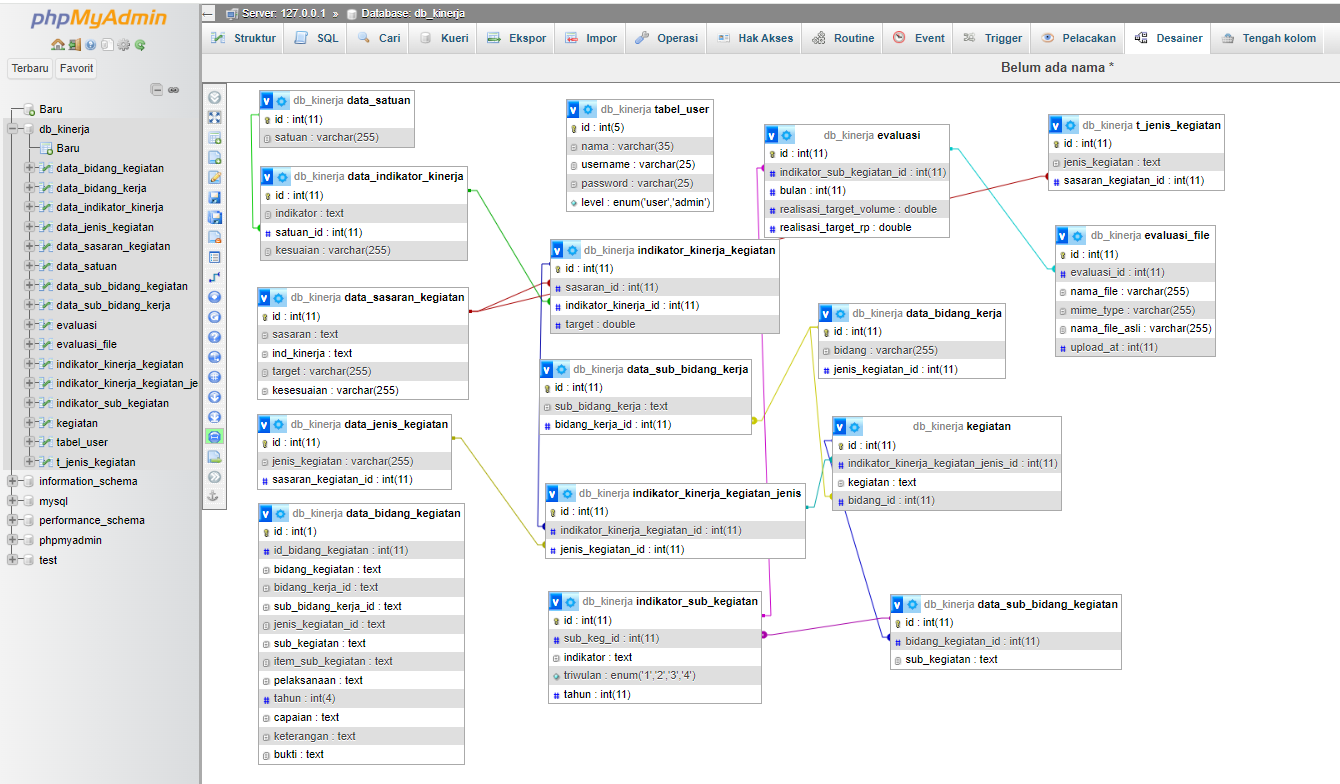 phpMyAdmin
Terbaru Favorit
Baru
db_kinerja
Baru
data_bidang_kegiatan
data_bidang_kerja
data_indikator_kinerja
data_jenis_kegiatan
data_sasaran_kegiatan
data_satuan
data_sub_bidang_kegiatan
data_sub_bidang_kerja
evaluasi
evaluasi_file
indikator_kinerja_kegiatan
indikator_kinerja_kegiatan_je
indikator_sub_kegiatan
kegiatan
tabel_user
t_jenis_kegiatan
information_schema
mysql
performance_schema
phpmyadmin
test
Server: 127.0.0.1 » Database: db_kinerja
Struktur SQL Cari Kueri Ekspor Impor Operasi Hak Akses Routine Event Trigger Pelacakan Desainer Tengah kolom
Belum ada nama *
db_kinerja data_satuan
id : int(11)
satuan : varchar(255)
db_kinerja data_indikator_kinerja
id : int(11)
indikator : text
satuan_id : int(11)
kesuaian : varchar(255)
db_kinerja data_sasaran_kegiatan
id : int(11)
sasaran : text
ind_kinerja : text
target : varchar(255)
kesesuaian : varchar(255)
db_kinerja data_jenis_kegiatan
id : int(11)
jenis_kegiatan : varchar(255)
sasaran_kegiatan_id : int(11)
db_kinerja data_bidang_kegiatan
id : int(1)
id_bidang_kegiatan : int(11)
bidang_kegiatan : text
bidang_kerja_id : text
sub_bidang_kerja_id : text
jenis_kegiatan_id : text
sub_kegiatan : text
item_sub_kegiatan : text
pelaksanaan : text
tahun : int(4)
capaian : text
keterangan : text
bukti : text
db_kinerja tabel_user
id : int(5)
nama : varchar(35)
username : varchar(25)
password : varchar(25)
level : enum('user','admin')
db_kinerja indikator_kinerja_kegiatan
id : int(11)
sasaran_id : int(11)
indikator_kinerja_id : int(11)
target : double
db_kinerja data_sub_bidang_kerja
id : int(11)
sub_bidang_kerja : text
bidang_kerja_id : int(11)
db_kinerja indikator_kinerja_kegiatan_jenis
id : int(11)
indikator_kinerja_kegiatan_id : int(11)
jenis_kegiatan_id : int(11)
db_kinerja indikator_sub_kegiatan
id : int(11)
sub_keg_id : int(11)
indikator : text
triwulan : enum('1','2','3','4')
tahun : int(11)
db_kinerja evaluasi
id : int(11)
indikator_sub_kegiatan_id : int(11)
bulan : int(11)
realisasi_target_volume : double
realisasi_target_rp : double
db_kinerja data_bidang_kerja
id : int(11)
bidang : varchar(255)
jenis_kegiatan_id : int(11)
db_kinerja kegiatan
id : int(11)
indikator_kinerja_kegiatan_jenis_id : int(11)
kegiatan : text
bidang_id : int(11)
db_kinerja data_sub_bidang_kegiatan
id : int(11)
bidang_kegiatan_id : int(11)
sub_kegiatan : text
db_kinerja t_jenis_kegiatan
id : int(11)
jenis_kegiatan : text
sasaran_kegiatan_id : int(11)
db_kinerja evaluasi_file
id : int(11)
evaluasi_id : int(11)
nama_file : varchar(255)
mime_type : varchar(255)
nama_file_asli : varchar(255)
upload_at : int(11)